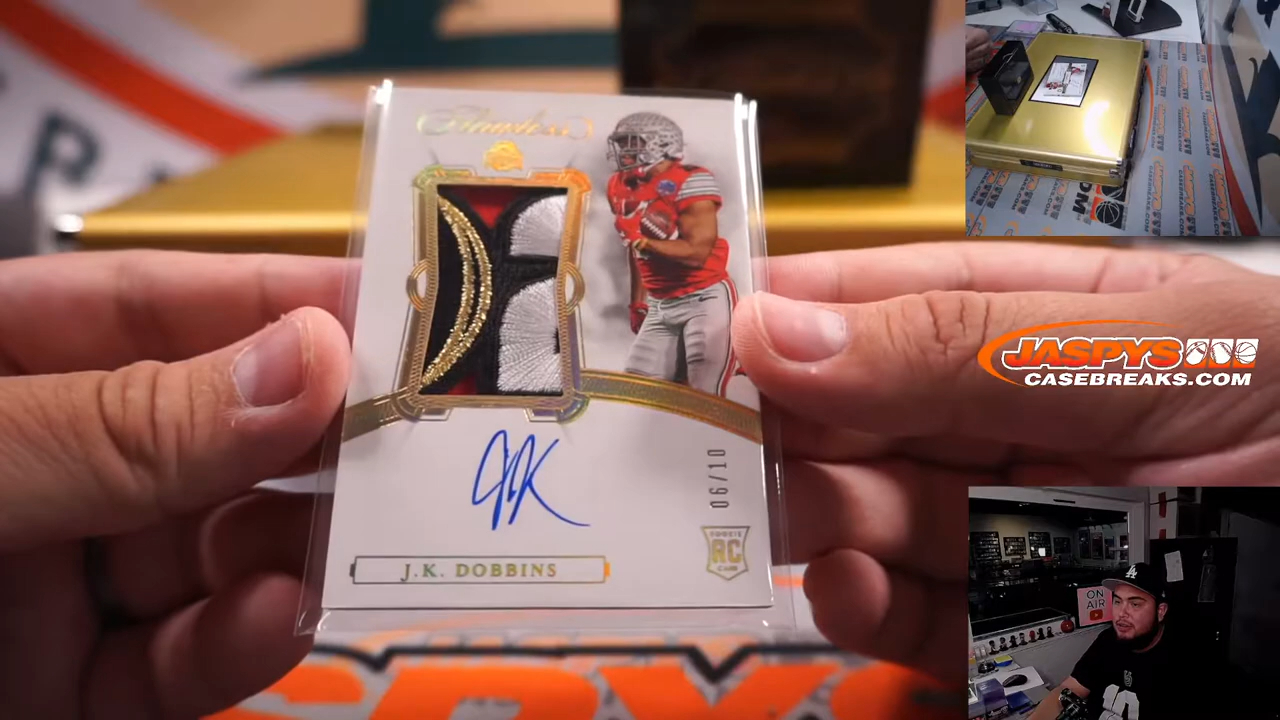 Flawless
06/10
ROOKIE
RC
CARD
J.K. DOBBINS
JASPYS
CASEBREAKS.COM
ON
AIR